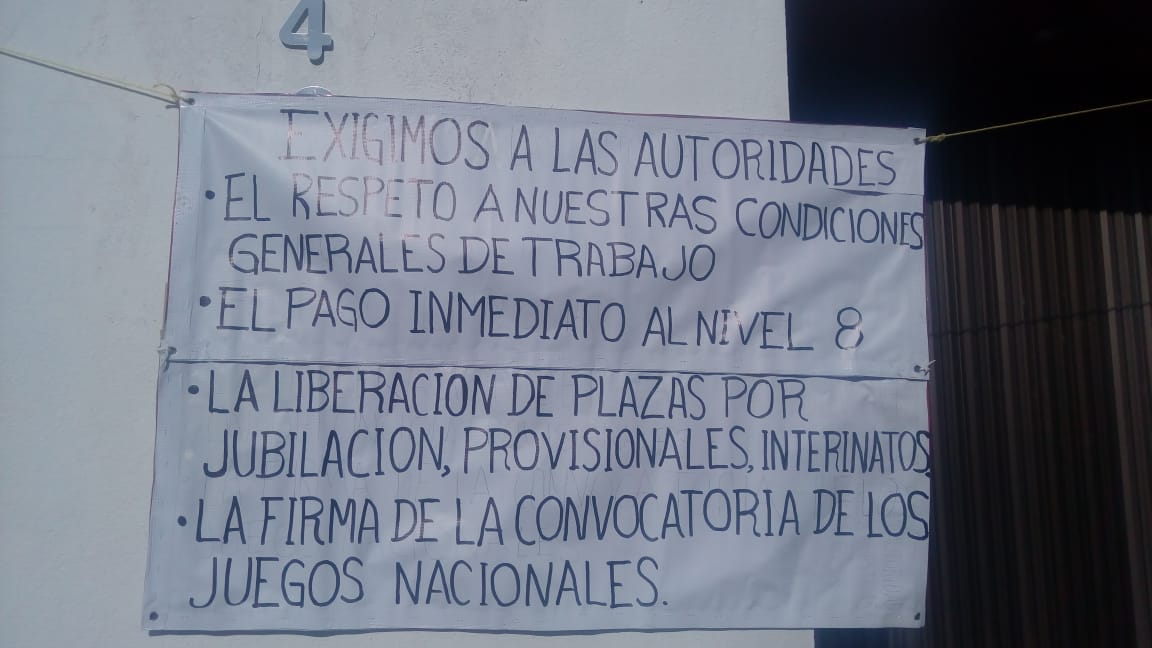 4
EXIGIMOS A LAS AUTORIDADES
• EL RESPETO A NUESTRAS CONDICIONES
GENERALES DE TRABAJO
• EL PAGO INMEDIATO AL NIVEL 8
• LA LIBERACION DE PLAZAS POR
JUBILACION, PROVISIONALES, INTERINATOS.
• LA FIRMA DE LA CONVOCATORIA DE LOS
JUEGOS NACIONALES.